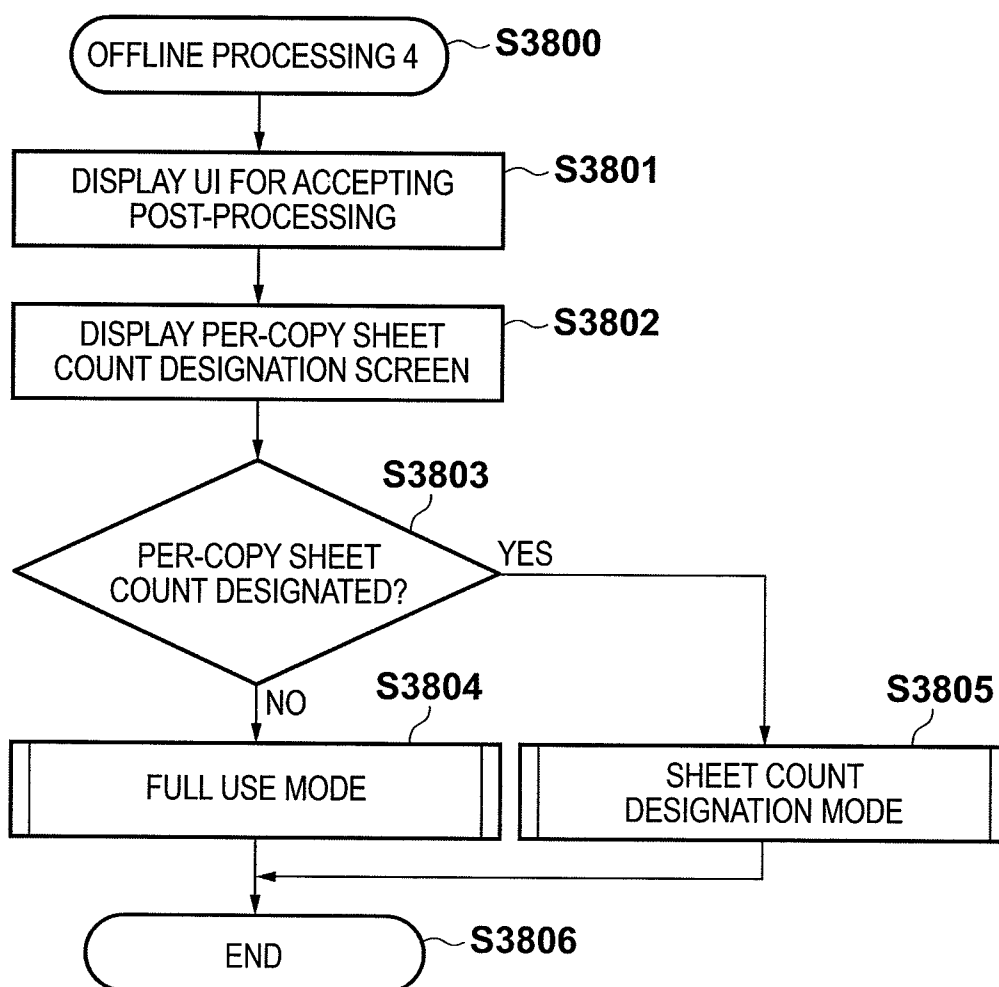 OFFLINE PROCESSING 4
S3800
DISPLAY UI FOR ACCEPTING
POST-PROCESSING
S3801
DISPLAY PER-COPY SHEET
COUNT DESIGNATION SCREEN
S3802
S3803
PER-COPY SHEET
COUNT DESIGNATED?
YES
NO
S3804
FULL USE MODE
S3805
SHEET COUNT
DESIGNATION MODE
END
S3806